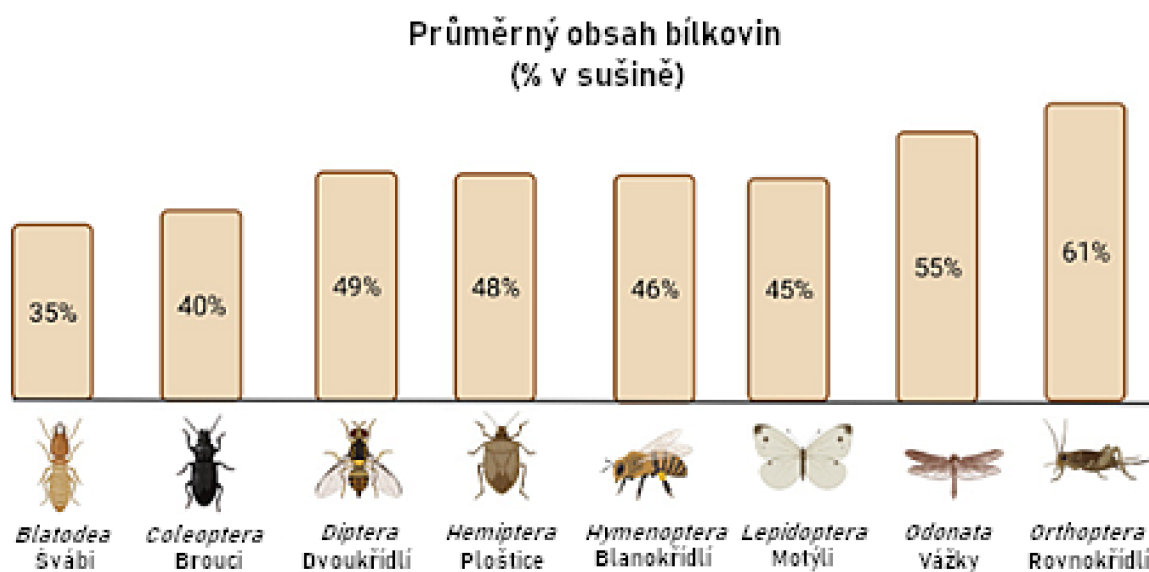 Průměrný obsah bílkovin
(% v sušině)
35%
40%
49%
48%
46%
45%
55%
61%
Blatodea
Švábi
Coleoptera
Brouci
Diptera
Dvoukřídlí
Hemiptera
Ploštice
Hymenoptera
Blanokřídlí
Lepidoptera
Motýli
Odonata
Vážky
Orthoptera
Rovnokřídlí